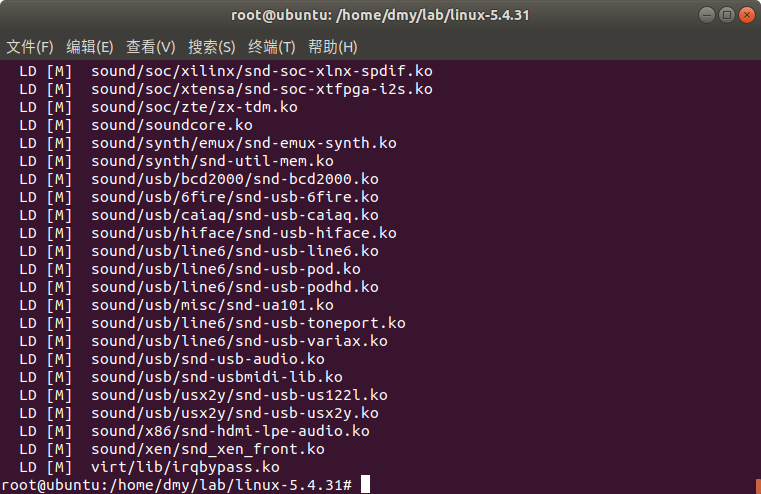 root@ubuntu: /home/dmy/lab/linux-5.4.31
文件(F) 编辑(E) 查看(V) 搜索(S) 终端(T) 帮助(H)
LD [M]  sound/soc/xilinx/snd-soc-xlnx-spdif.ko
LD [M]  sound/soc/xtensa/snd-soc-xtfpga-i2s.ko
LD [M]  sound/soc/zte/zx-tdm.ko
LD [M]  sound/soundcore.ko
LD [M]  sound/synth/emux/snd-emux-synth.ko
LD [M]  sound/synth/snd-util-mem.ko
LD [M]  sound/usb/bcd2000/snd-bcd2000.ko
LD [M]  sound/usb/6fire/snd-usb-6fire.ko
LD [M]  sound/usb/caiaq/snd-usb-caiaq.ko
LD [M]  sound/usb/hiface/snd-usb-hiface.ko
LD [M]  sound/usb/line6/snd-usb-line6.ko
LD [M]  sound/usb/line6/snd-usb-pod.ko
LD [M]  sound/usb/line6/snd-usb-podhd.ko
LD [M]  sound/usb/misc/snd-ua101.ko
LD [M]  sound/usb/line6/snd-usb-toneport.ko
LD [M]  sound/usb/line6/snd-usb-variax.ko
LD [M]  sound/usb/snd-usb-audio.ko
LD [M]  sound/usb/snd-usbmidi-lib.ko
LD [M]  sound/usb/usx2y/snd-usb-us122l.ko
LD [M]  sound/usb/usx2y/snd-usb-usx2y.ko
LD [M]  sound/x86/snd-hdmi-lpe-audio.ko
LD [M]  sound/xen/snd_xen_front.ko
LD [M]  virt/lib/irqbypass.ko
root@ubuntu:/home/dmy/lab/linux-5.4.31#